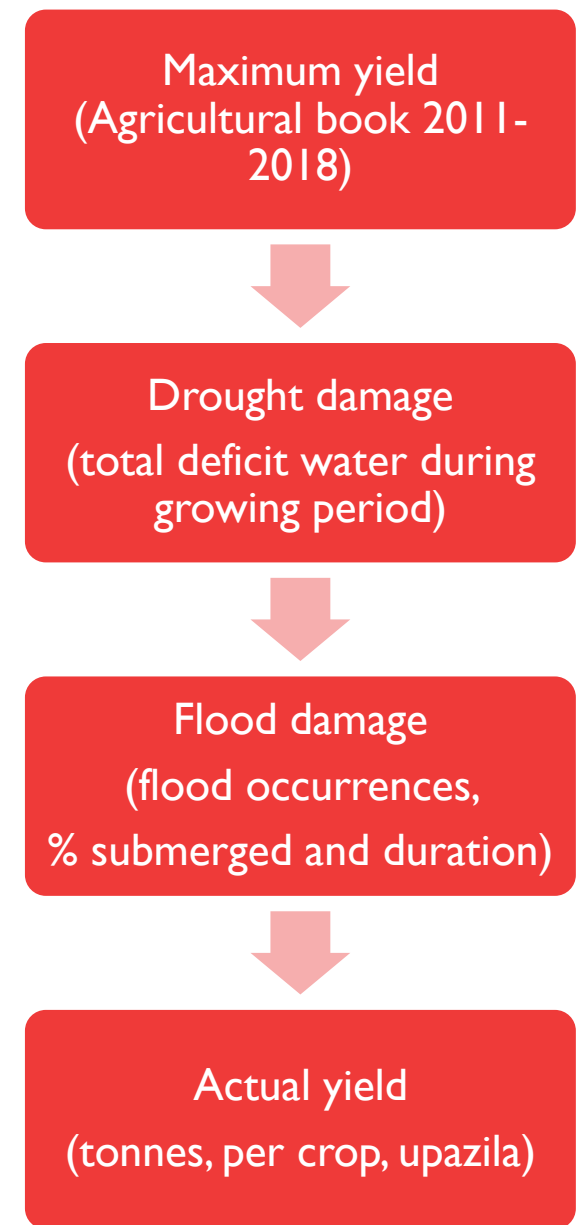 Maximum yield
(Agricultural book 2011-
2018)
Drought damage
(total deficit water during
growing period)
Flood damage
(flood occurrences,
% submerged and duration)
Actual yield
(tonnes, per crop, upazila)